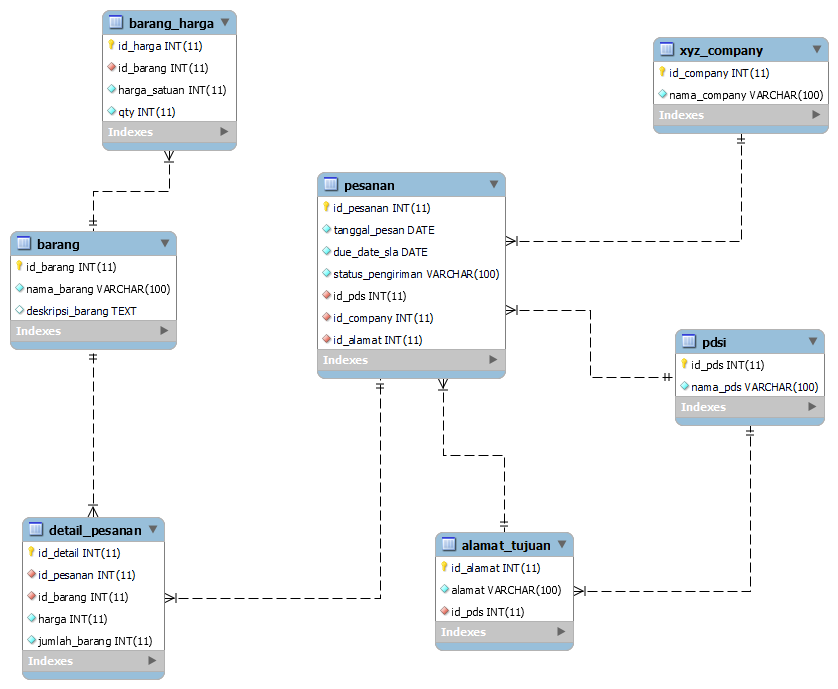 barang_harga
id_harga INT(11)
id_barang INT(11)
harga_satuan INT(11)
qty INT(11)
Indexes
xyz_company
id_company INT(11)
nama_company VARCHAR(100)
Indexes
pesanan
id_pesanan INT(11)
tanggal_pesan DATE
due_date_sla DATE
status_pengiriman VARCHAR(100)
id_pds INT(11)
id_company INT(11)
id_alamat INT(11)
Indexes
barang
id_barang INT(11)
nama_barang VARCHAR(100)
deskripsi_barang TEXT
Indexes
pdsi
id_pds INT(11)
nama_pds VARCHAR(100)
Indexes
detail_pesanan
id_detail INT(11)
id_pesanan INT(11)
id_barang INT(11)
harga INT(11)
jumlah_barang INT(11)
Indexes
alamat_tujuan
id_alamat INT(11)
alamat VARCHAR(100)
id_pds INT(11)
Indexes